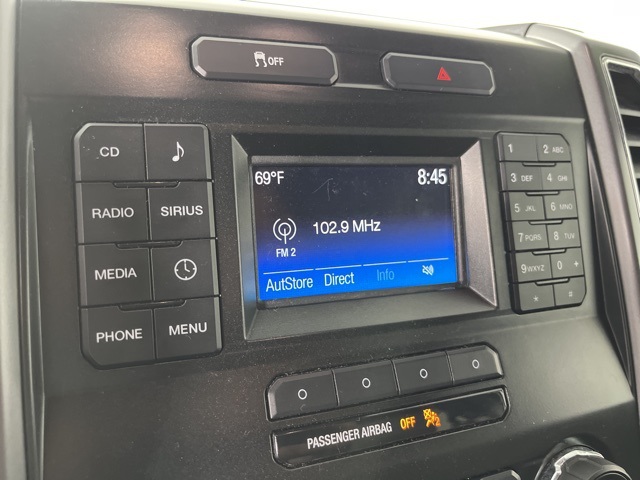 OFF
CD
RADIO SIRIUS
MEDIA
PHONE MENU
69°F 8:45
102.9 MHz
FM 2
AutStore Direct Info
1 2 ABC
3 DEF 4 GHI
5 JKL 6 MNO
7 PQRS 8 TUV
9 WXYZ 0 +
* #
PASSENGER AIRBAG OFF 2